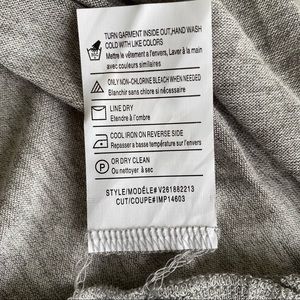 TURN GARMENT INSIDE OUT,HAND WASH
COLD WITH LIKE COLORS
Mettre le vêtement a l'envers, Laver à la main
avec couleurs similaires
ONLY NON-CHLORINE BLEACH WHEN NEEDED
Blanchir sans chlore si nécessaire
LINE DRY
Etendre à l'ombre
COOL IRON ON REVERSE SIDE
Repasser a basse température sur l'envers
P
OR DRY CLEAN
Ou nettoyer à sec
STYLE/MODÈLE# V261882213
CUT/COUPE#IMP14603